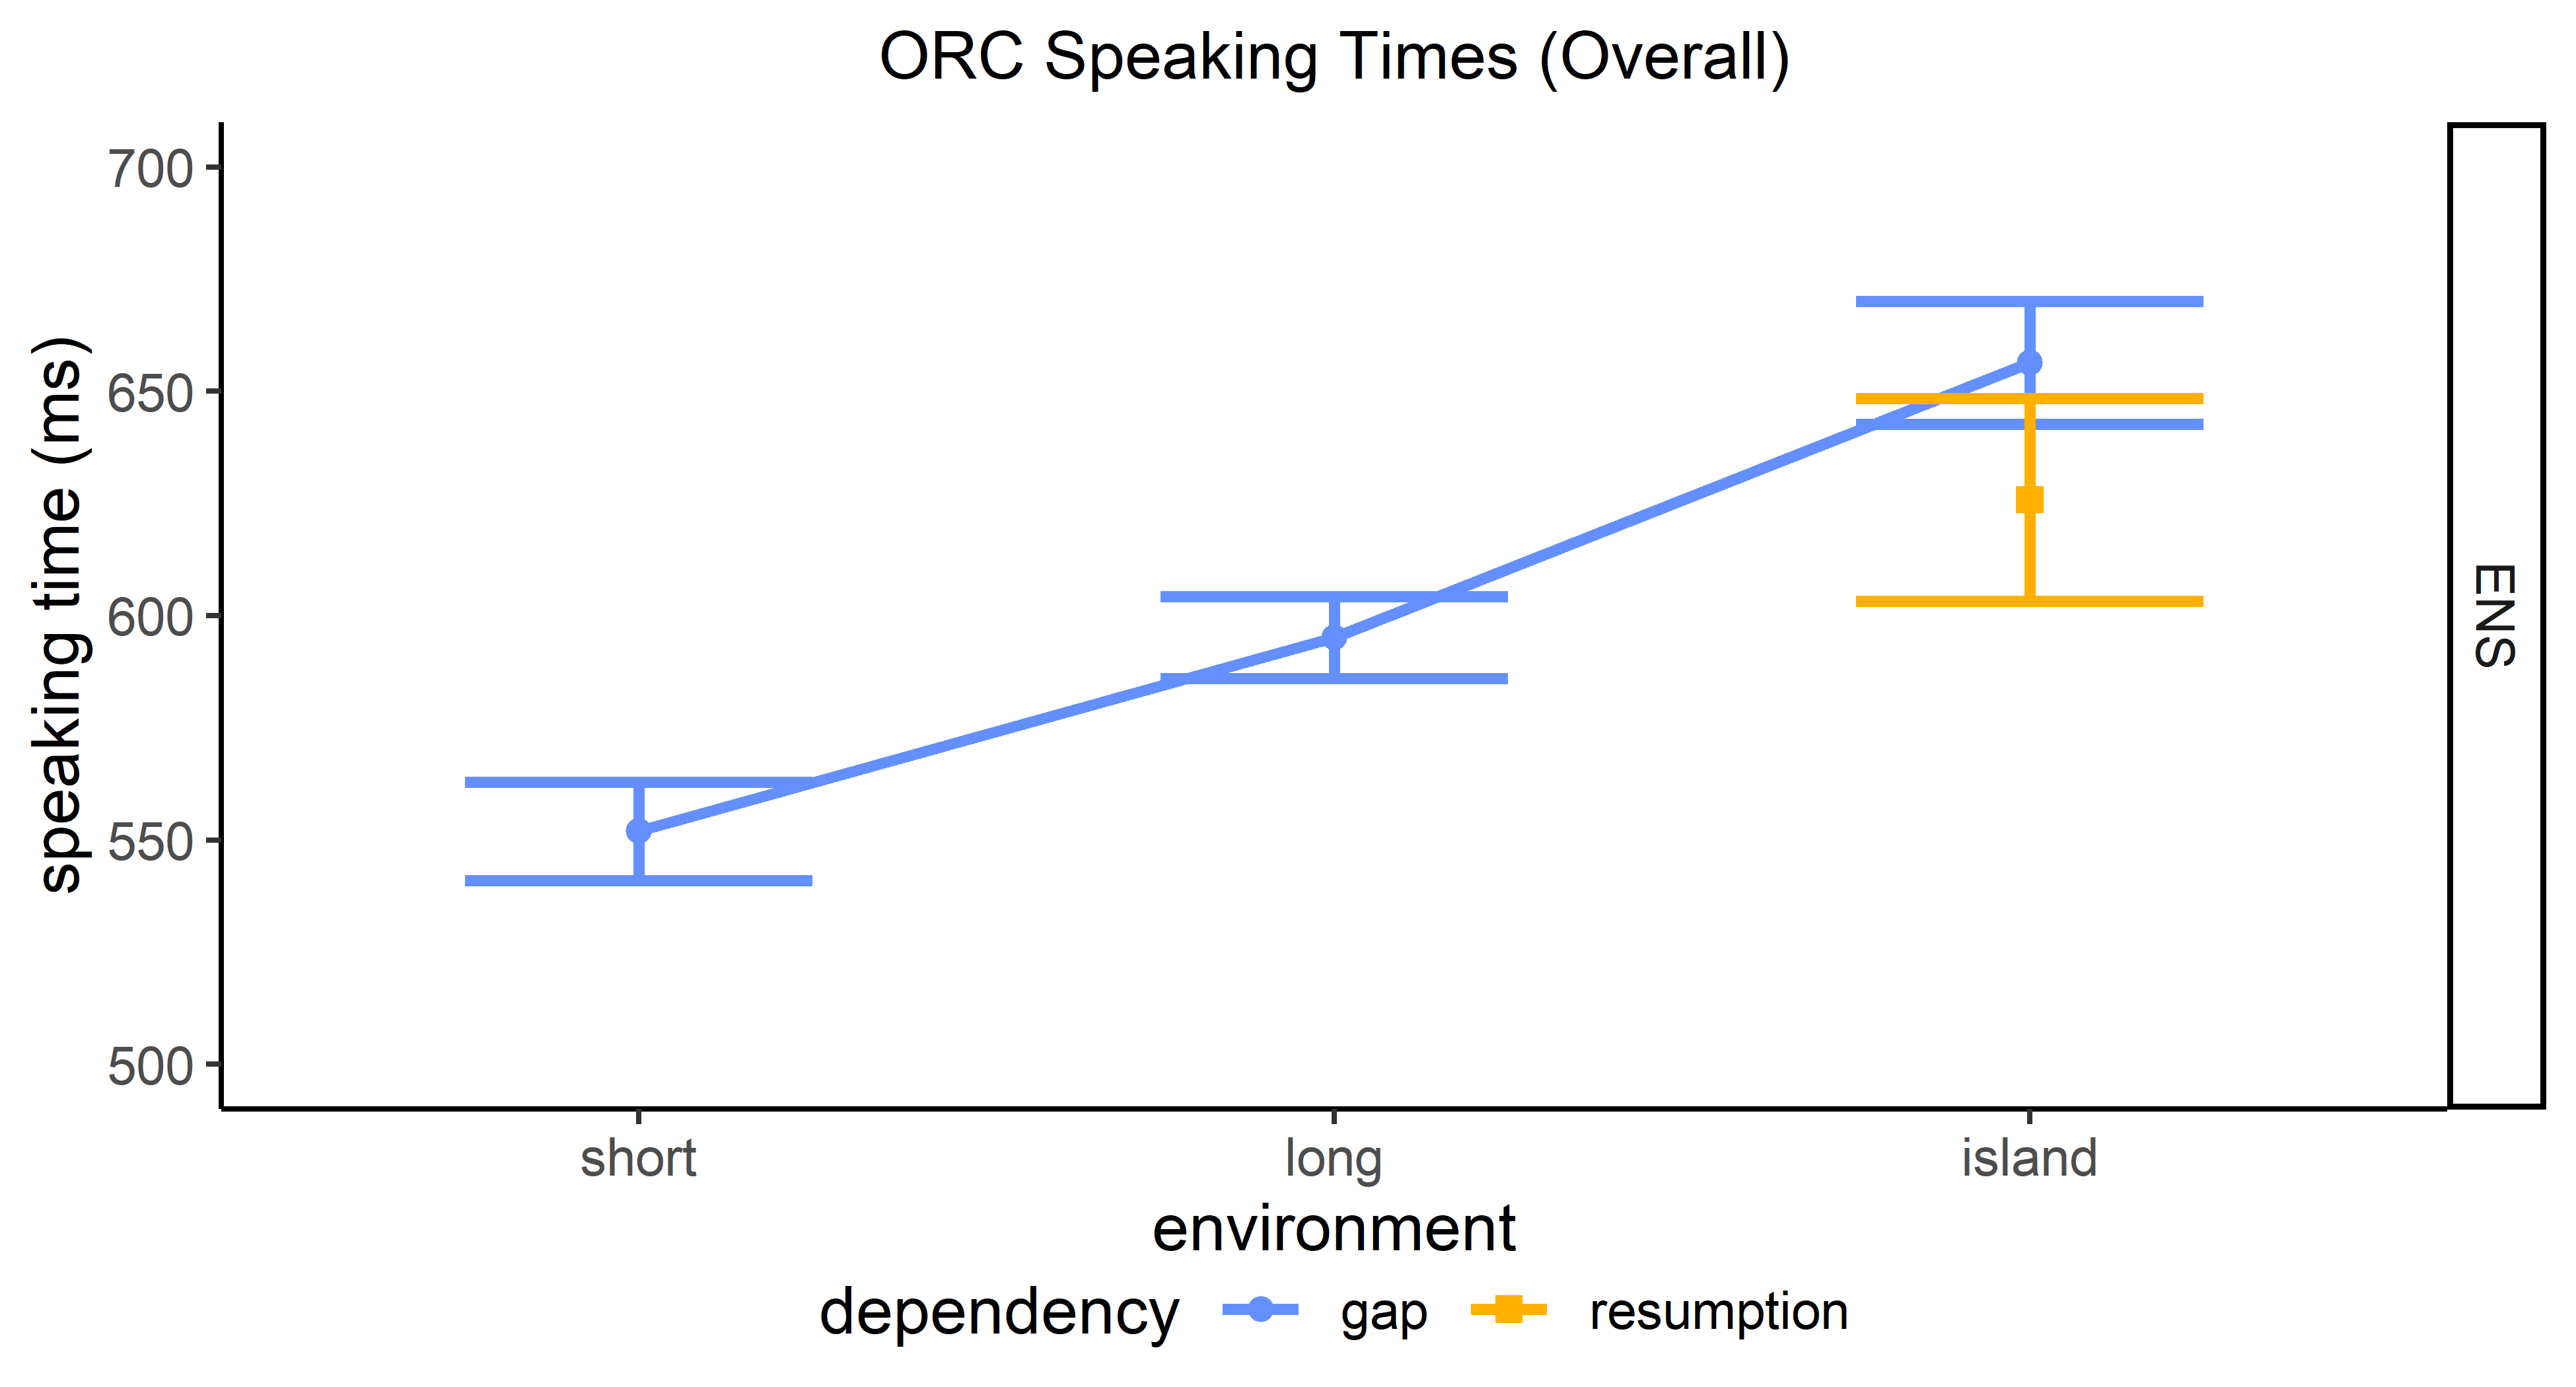 ORC Speaking Times (Overall)
speaking time (ms)
700
650
600
550
500
ENS
short long island
environment
dependency gap resumption